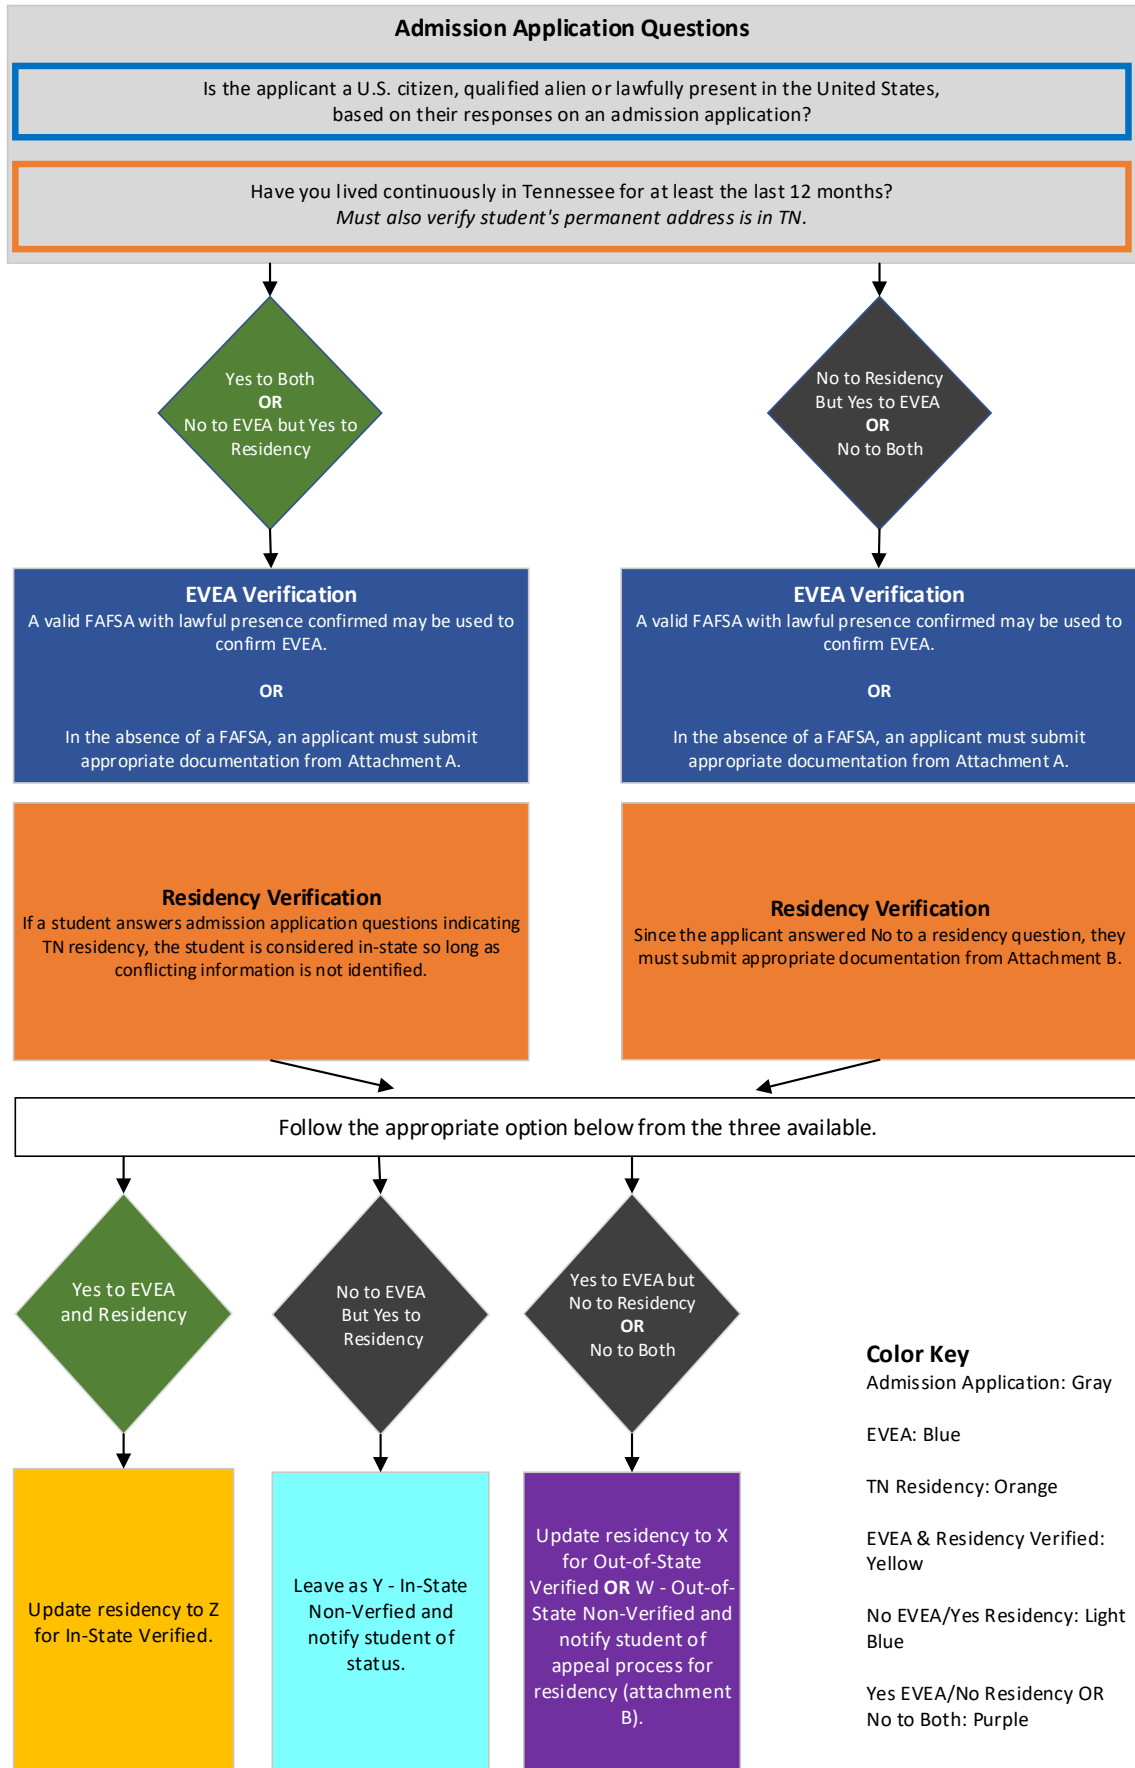 Admission Application Questions
Is the applicant a U.S. citizen, qualified alien or lawfully present in the United States,
based on their responses on an admission application?
Have you lived continuously in Tennessee for at least the last 12 months?
Must also verify student's permanent address is in TN.
Yes to Both
OR
No to EVEA but Yes to
Residency
No to Residency
But Yes to EVEA
OR
No to Both
EVEA Verification
A valid FAFSA with lawful presence confirmed may be used to
confirm EVEA.
OR
In the absence of a FAFSA, an applicant must submit
appropriate documentation from Attachment A.
EVEA Verification
A valid FAFSA with lawful presence confirmed may be used to
confirm EVEA.
OR
In the absence of a FAFSA, an applicant must submit
appropriate documentation from Attachment A.
Residency Verification
If a student answers admission application questions indicating
TN residency, the student is considered in-state so long as
conflicting information is not identified.
Residency Verification
Since the applicant answered No to a residency question, they
must submit appropriate documentation from Attachment B.
Follow the appropriate option below from the three available.
Yes to EVEA
and Residency
No to EVEA
But Yes to
Residency
Yes to EVEA but
No to Residency
OR
No to Both
Update residency to Z
for In-State Verified.
Leave as Y - In-State
Non-Verfied and
notify student of
status.
Update residency to X
for Out-of-State
Verified OR W - Out-of-
State Non-Verified and
notify student of
appeal process for
residency (attachment
B).
Color Key
Admission Application: Gray
EVEA: Blue
TN Residency: Orange
EVEA & Residency Verified:
Yellow
No EVEA/Yes Residency: Light
Blue
Yes EVEA/No Residency OR
No to Both: Purple